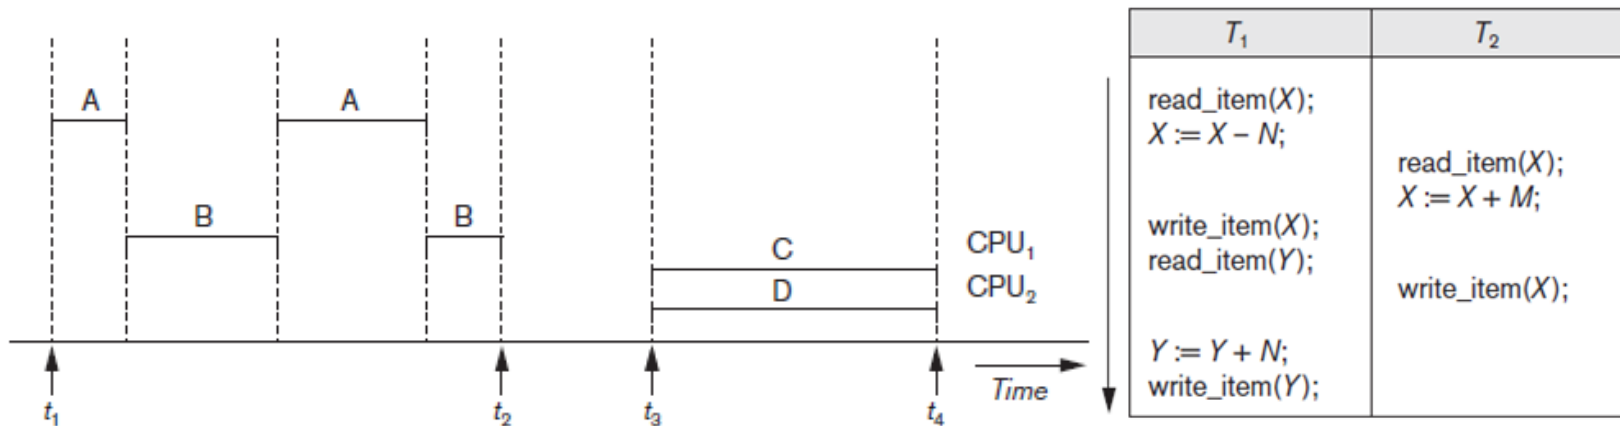 A A
B B
C CPU₁
D CPU₂
Time
t₁ t₂ t₃ t₄
T₁ T₂
read_item(X);
X := X – N;
read_item(X);
X := X + M;
write_item(X);
read_item(Y);
write_item(X);
Y := Y + N;
write_item(Y);